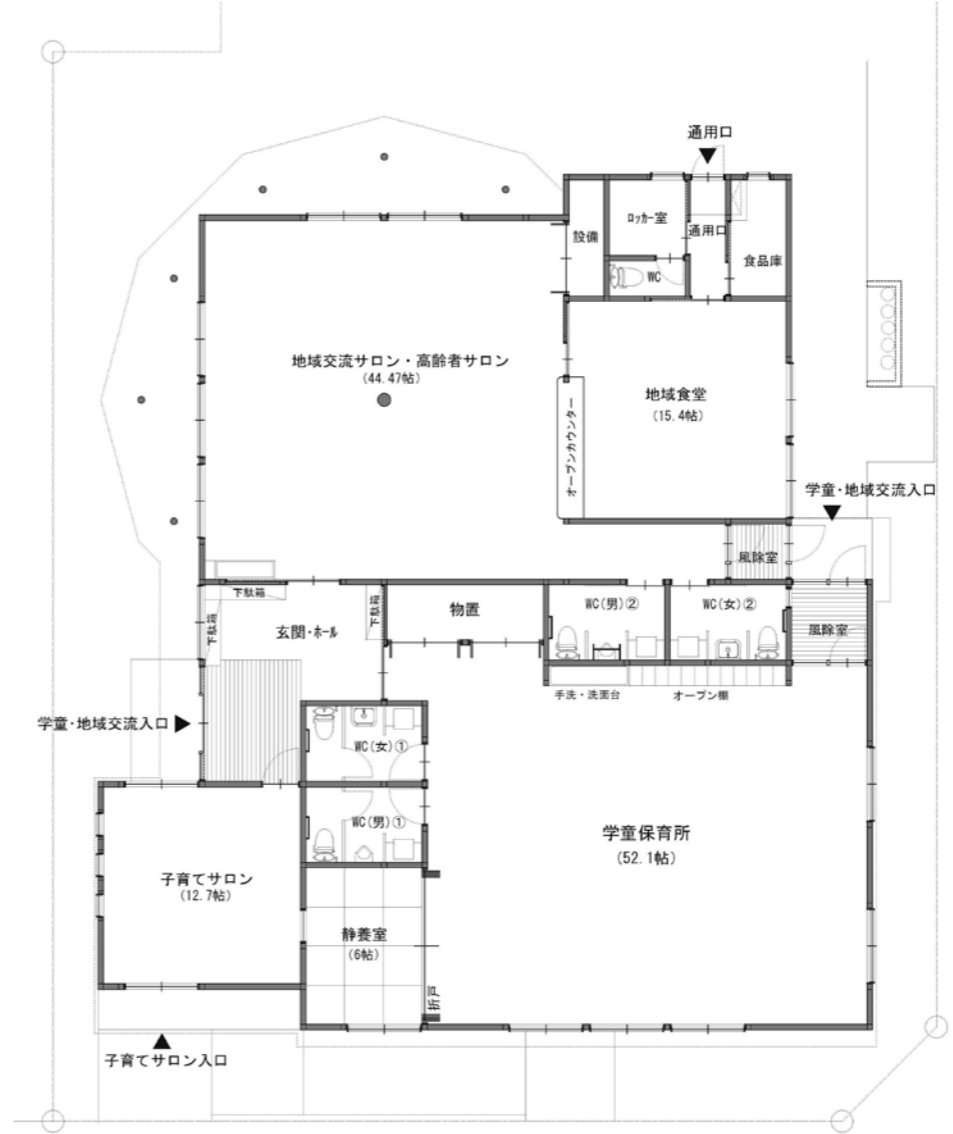 通用口
ロッカー室
設備
通用口
食品庫
WC
地域交流サロン・高齢者サロン
(44.47帖)
地域食堂
(15.4帖)
オープンカウンター
学童・地域交流入口
風除室
下駄箱
下駄箱
下駄箱
玄関・ホール
物置
WC(男)②
WC(女)②
風除室
手洗・洗面台
オープン棚
学童・地域交流入口
WC(女)①
WC(男)①
学童保育所
(52.1帖)
子育てサロン
(12.7帖)
静養室
(6帖)
折戸
子育てサロン入口